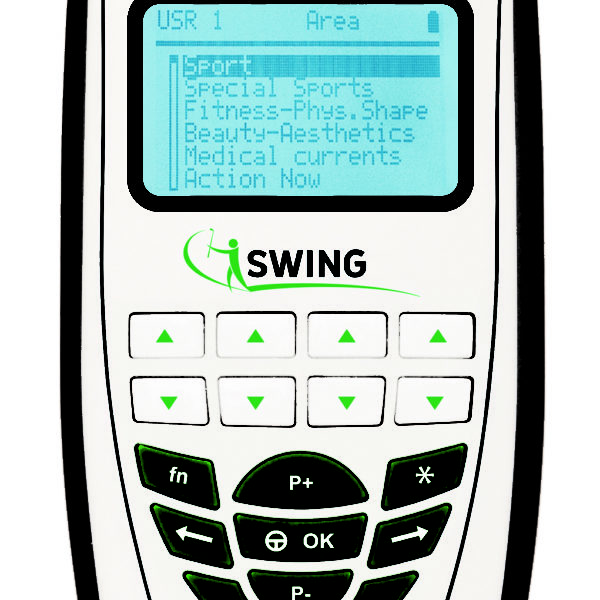 USR 1 Area
Sport
Special Sports
Fitness-Phys.Shape
Beauty-Aesthetics
Medical currents
Action Now
SWING
fn P+ *
OK
P-